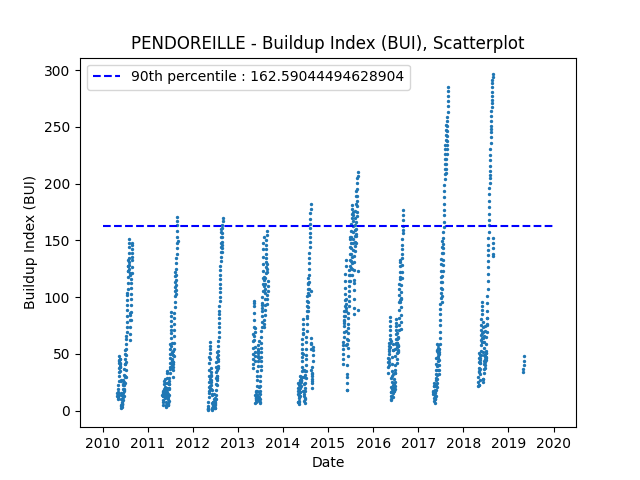 PENDOREILLE - Buildup Index (BUI), Scatterplot
90th percentile : 162.59044494628904
300
250
200
150
100
50
0
Buildup Index (BUI)
2010 2011 2012 2013 2014 2015 2016 2017 2018 2019 2020
Date